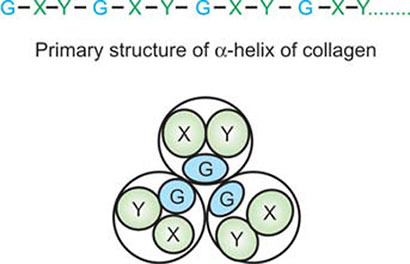 G–X–Y–G–X–Y–G–X–Y–G–X–Y........
Primary structure of α-helix of collagen
X Y
G
Y G G X
X Y